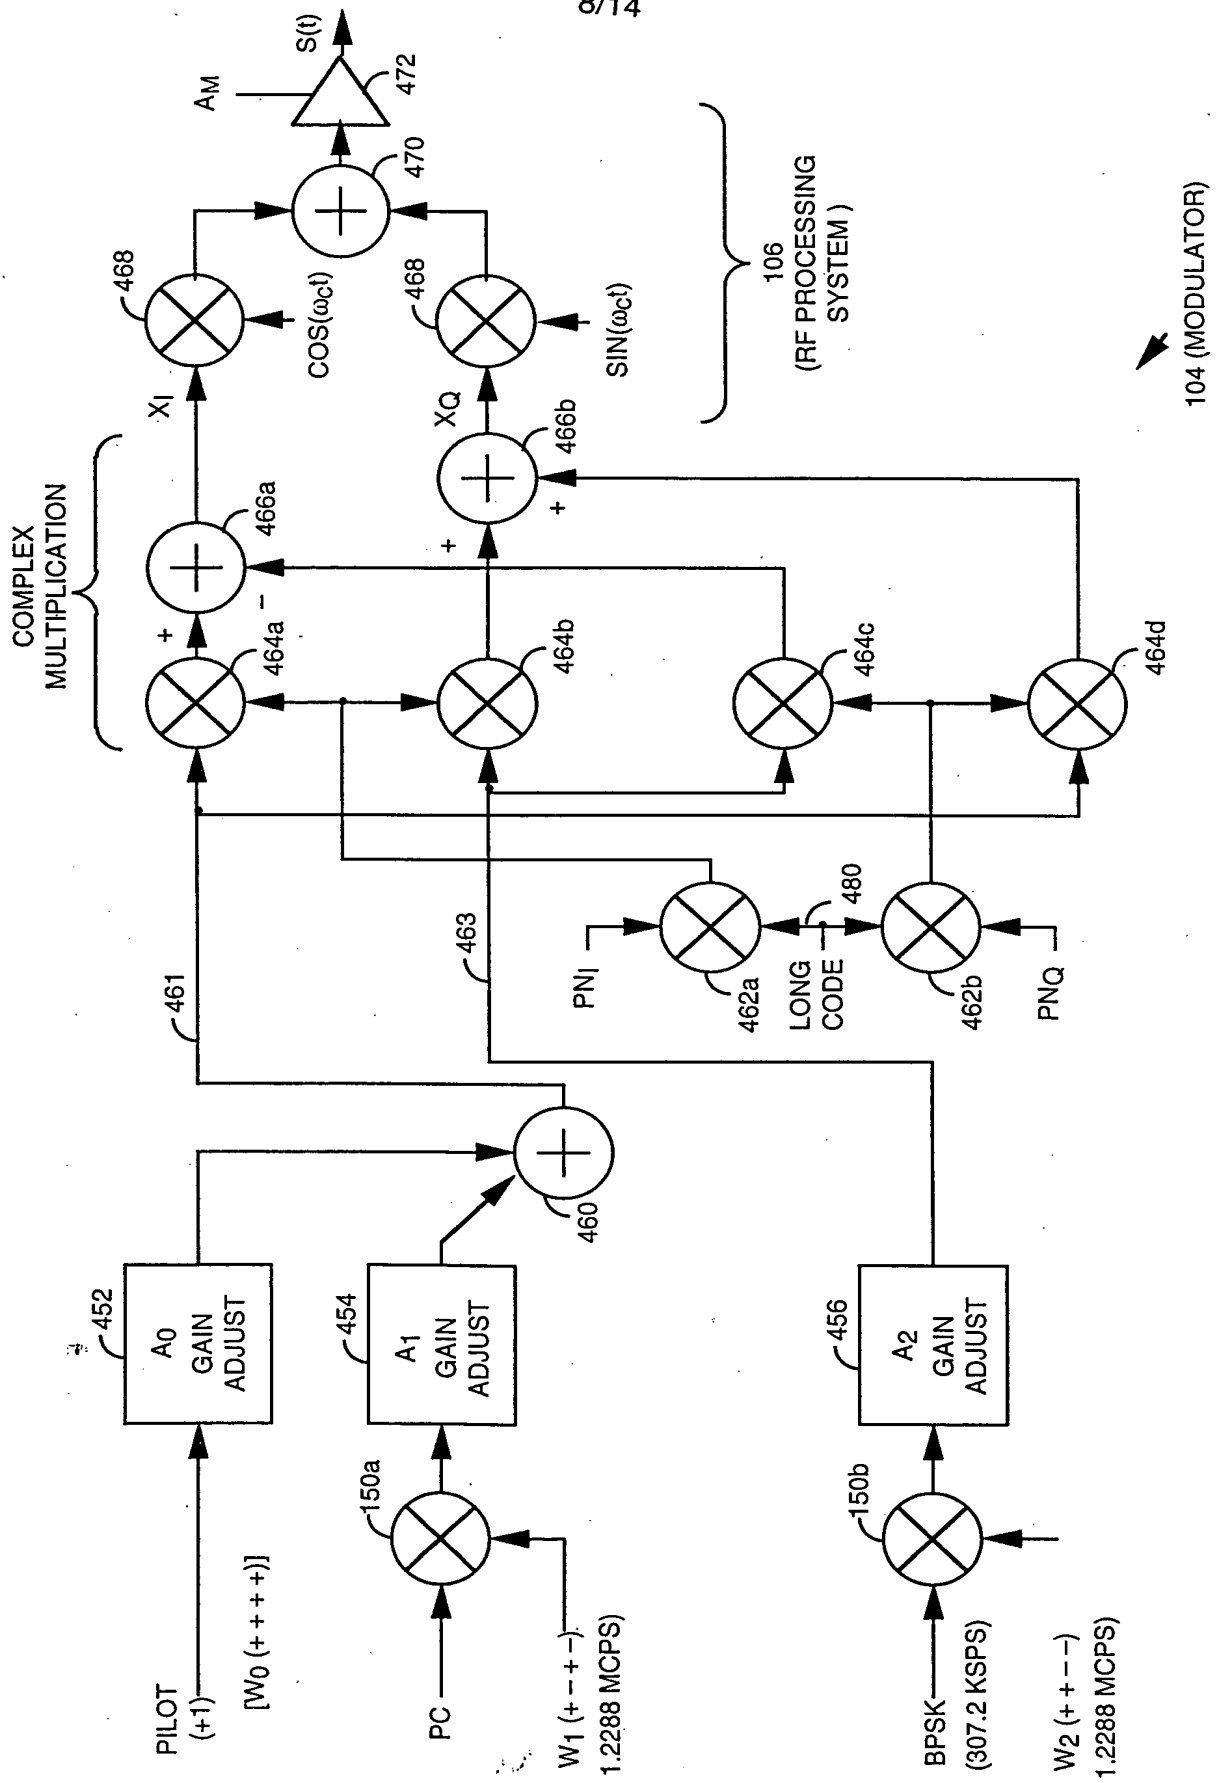 8/14
COMPLEX
MULTIPLICATION
AM
S(t)
472
470
468
COS(ωct)
468
SIN(ωct)
XI
XQ
466a
466b
+
−
+
+
464a
464b
464c
464d
106
(RF PROCESSING
SYSTEM )
104 (MODULATOR)
461
463
PNI
462a
LONG
CODE
480
462b
PNQ
460
452
A0
GAIN
ADJUST
454
A1
GAIN
ADJUST
456
A2
GAIN
ADJUST
150a
150b
PILOT
(+1)
[W0 (+ + + +)]
PC
W1 (+ − + −)
1.2288 MCPS)
BPSK
(307.2 KSPS)
W2 (+ + − −)
1.2288 MCPS)